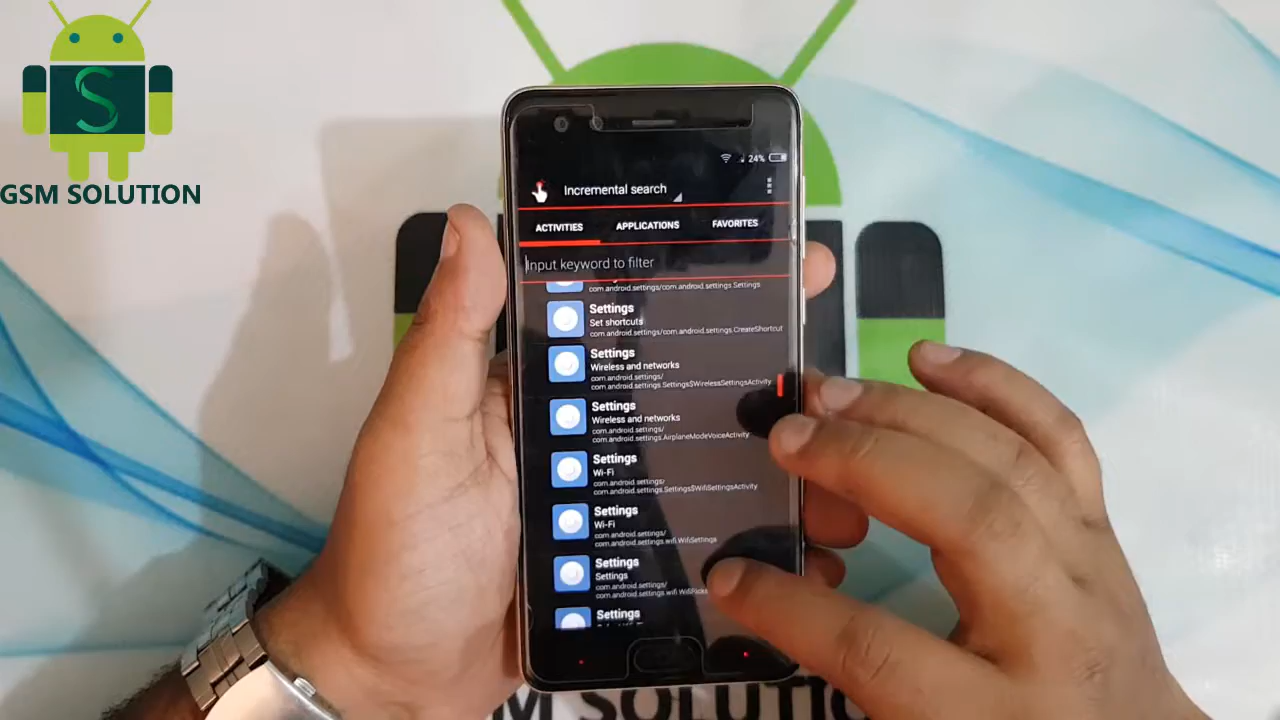 S
GSM SOLUTION
24%
Incremental search
ACTIVITIES APPLICATIONS FAVORITES
Input keyword to filter
com.android.settings/com.android.settings.Settings
Settings
Set shortcuts
com.android.settings/com.android.settings.CreateShortcut
Settings
Wireless and networks
com.android.settings/
com.android.settings.Settings$WirelessSettingsActivity
Settings
Wireless and networks
com.android.settings/
com.android.settings.AirplaneModeVoiceActivity
Settings
Wi-Fi
com.android.settings/
com.android.settings.Settings$WifiSettingsActivity
Settings
Wi-Fi
com.android.settings/
com.android.settings.wifi.WifiSettings
Settings
Settings
com.android.settings/
Settings
M SOLUTIO